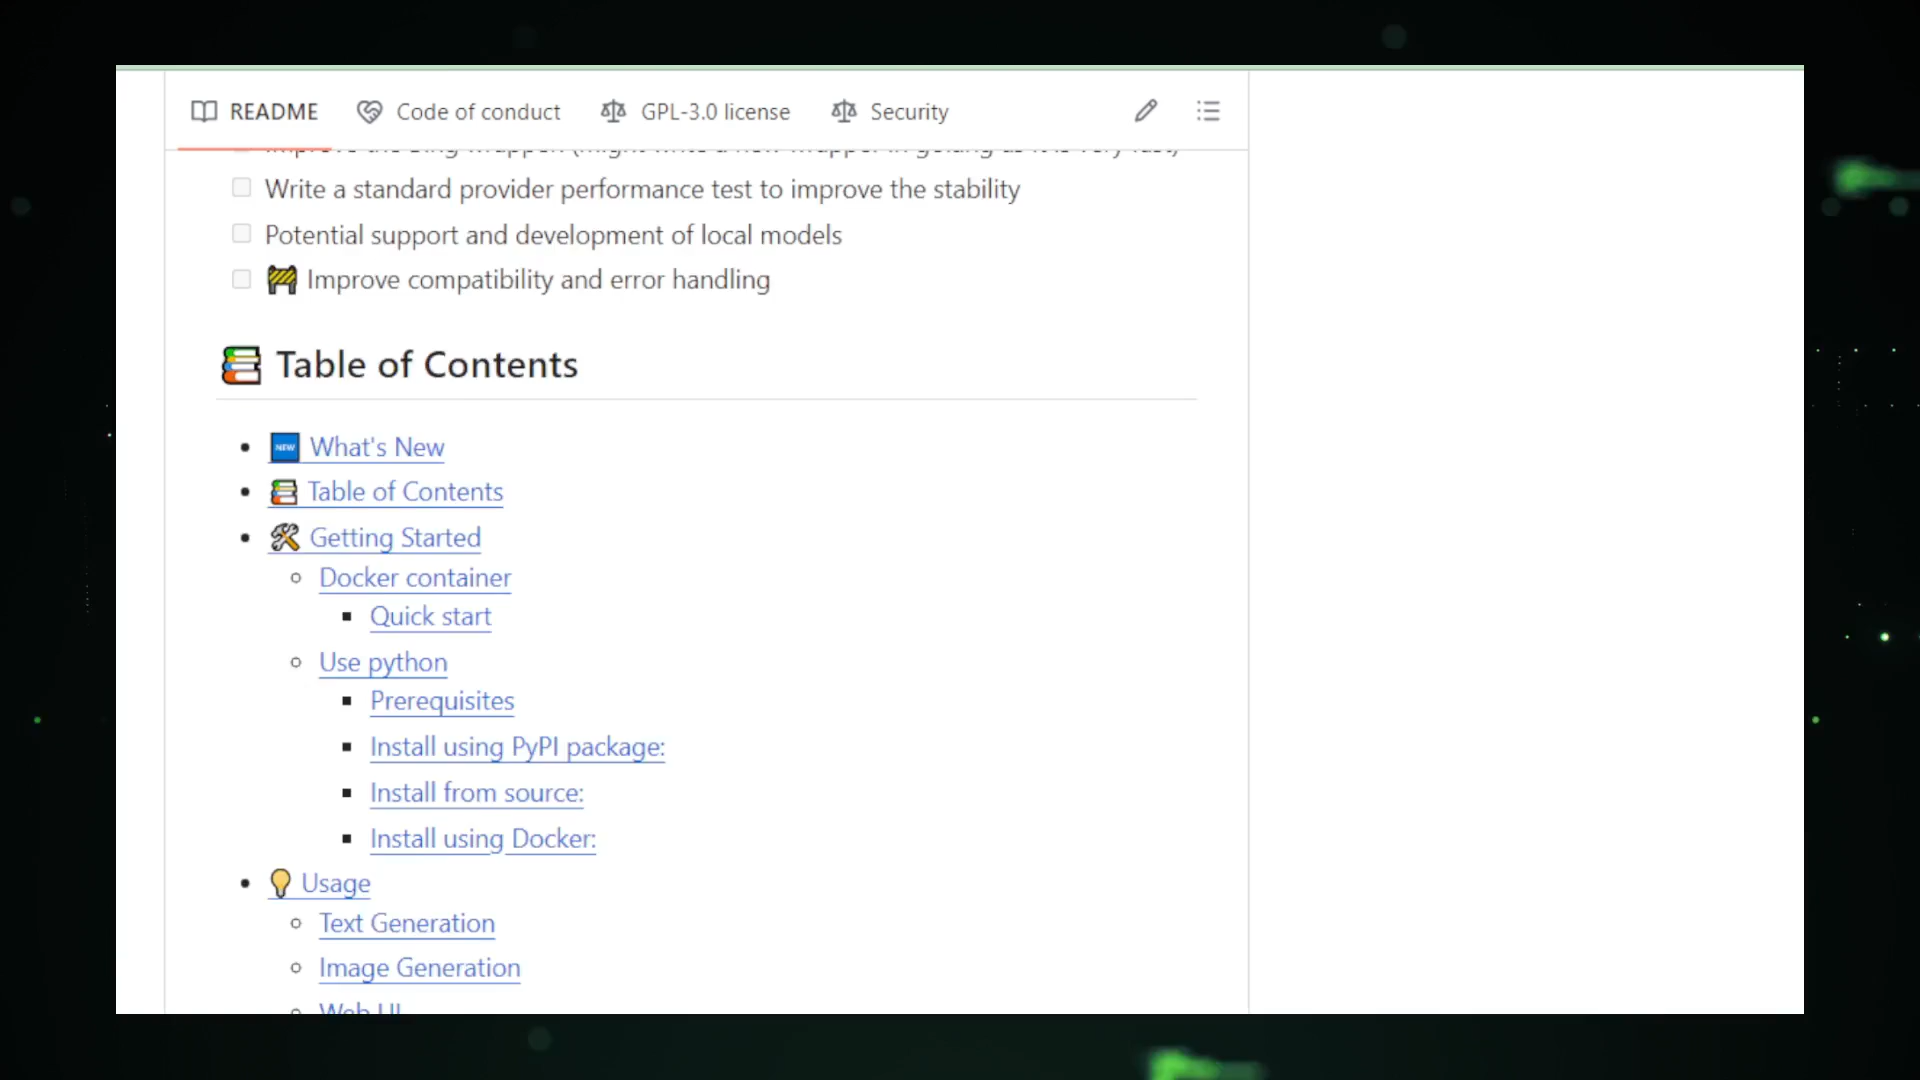 README Code of conduct GPL-3.0 license Security
Write a standard provider performance test to improve the stability
Potential support and development of local models
🚧 Improve compatibility and error handling
📚 Table of Contents
• 🆕 What's New
• 📚 Table of Contents
• 🛠️ Getting Started
◦ Docker container
▪ Quick start
◦ Use python
▪ Prerequisites
▪ Install using PyPI package:
▪ Install from source:
▪ Install using Docker:
• 💡 Usage
◦ Text Generation
◦ Image Generation
◦ Web UI